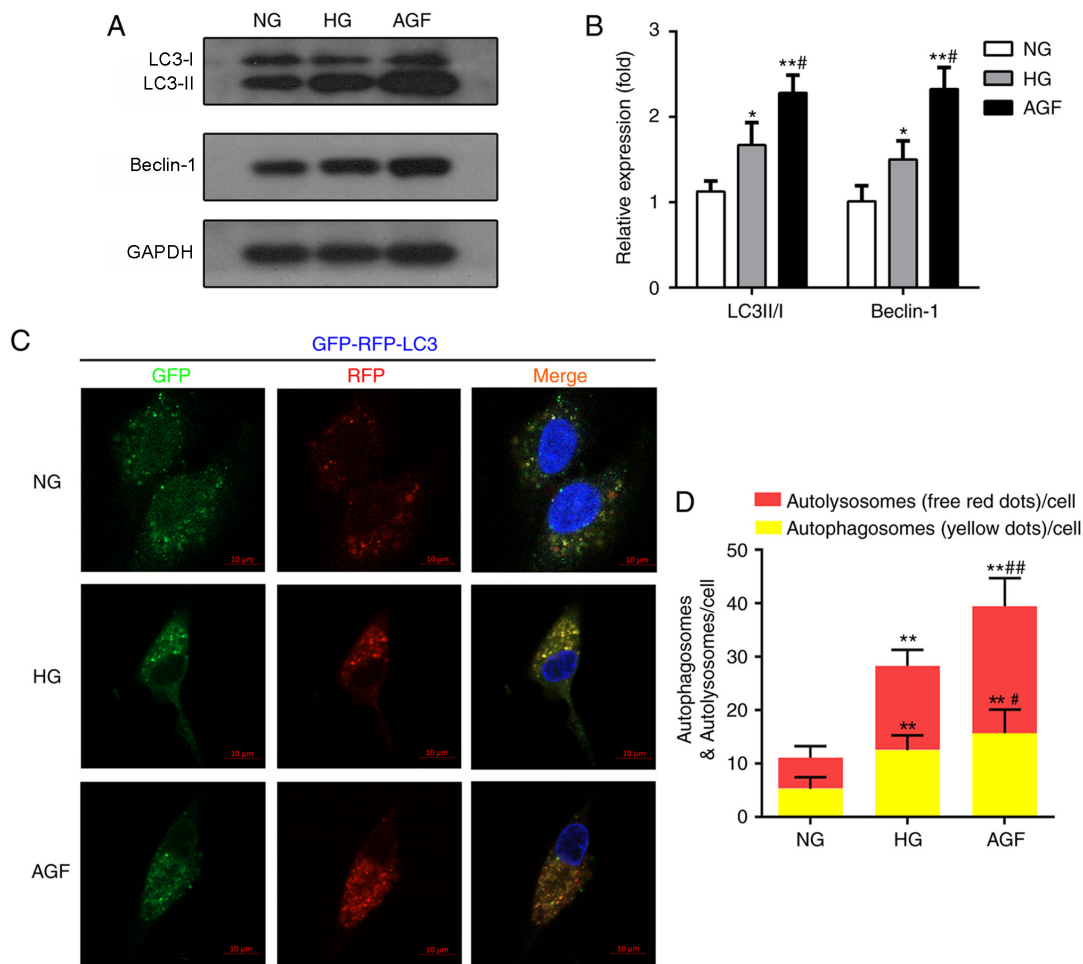 A
NG HG AGF
LC3-I
LC3-II
Beclin-1
GAPDH
B
Relative expression (fold)
3
2
1
0
* **# * **#
LC3II/I Beclin-1
NG
HG
AGF
C
GFP-RFP-LC3
GFP RFP Merge
NG
10 μm 10 μm 10 μm
HG
10 μm 10 μm 10 μm
AGF
10 μm 10 μm 10 μm
D
Autolysosomes (free red dots)/cell
Autophagosomes (yellow dots)/cell
Autophagosomes
& Autolysosomes/cell
50
40
30
20
10
0
**##
**
** #
**
NG HG AGF